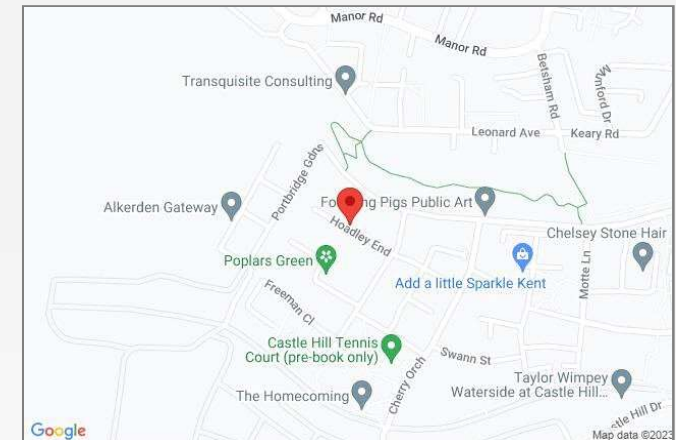 Manor Rd
Manor Rd
Transquisite Consulting
Betsham Rd
Mumford Dr
Leonard Ave
Keary Rd
Portbridge Gdns
Alkerden Gateway
Pigs Public Art
Hoadley End
Chelsey Stone Hair
Poplars Green
Add a little Sparkle Kent
Motte Ln
Freeman Cl
Castle Hill Tennis
Court (pre-book only)
Swann St
Cherry Orch
Taylor Wimpey
Waterside at Castle Hill...
The Homecoming
Hill Dr
Google
Map data ©2023